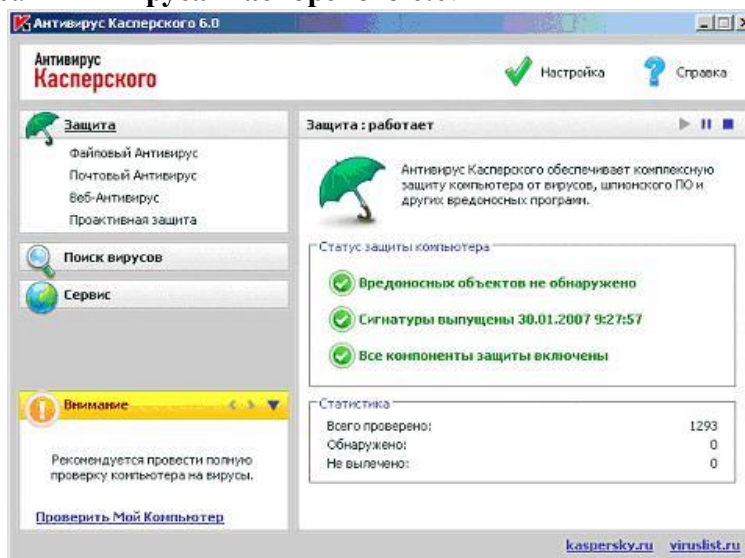 Антивирус Касперского 6.0
Антивирус
Касперского
Настройка
Справка
Защита
Файловый Антивирус
Почтовый Антивирус
Веб-Антивирус
Проактивная защита
Поиск вирусов
Сервис
Внимание
Рекомендуется провести полную
проверку компьютера на вирусы.
Проверить Мой Компьютер
Защита : работает
Антивирус Касперского обеспечивает комплексную
защиту компьютера от вирусов, шпионского ПО и
других вредоносных программ.
Статус защиты компьютера
Вредоносных объектов не обнаружено
Сигнатуры выпущены 30.01.2007 9:27:57
Все компоненты защиты включены
Статистика
Всего проверено: 1293
Обнаружено: 0
Не вылечено: 0
kaspersky.ru viruslist.ru